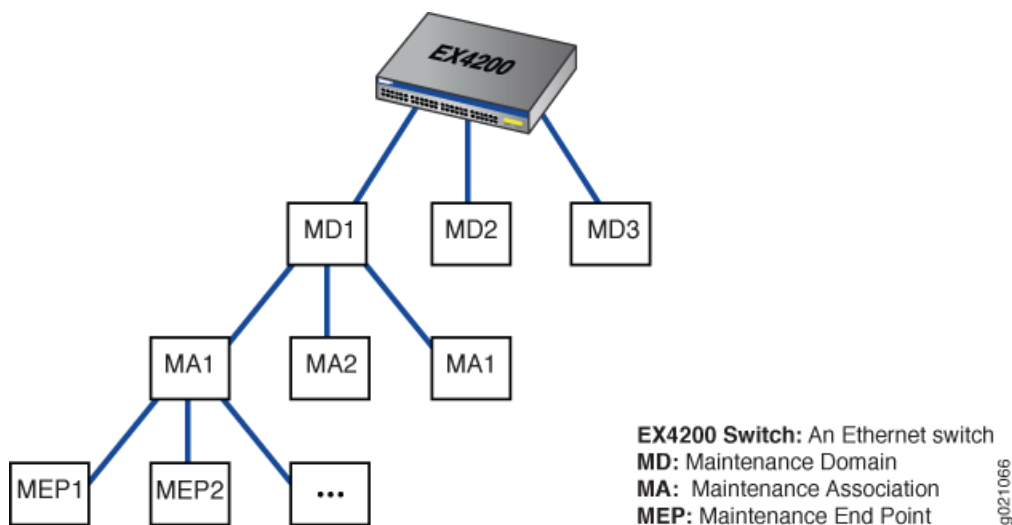 EX4200
MD1 MD2 MD3
MA1 MA2 MA1
MEP1 MEP2 ...
EX4200 Switch: An Ethernet switch
MD: Maintenance Domain
MA: Maintenance Association
MEP: Maintenance End Point
g021066